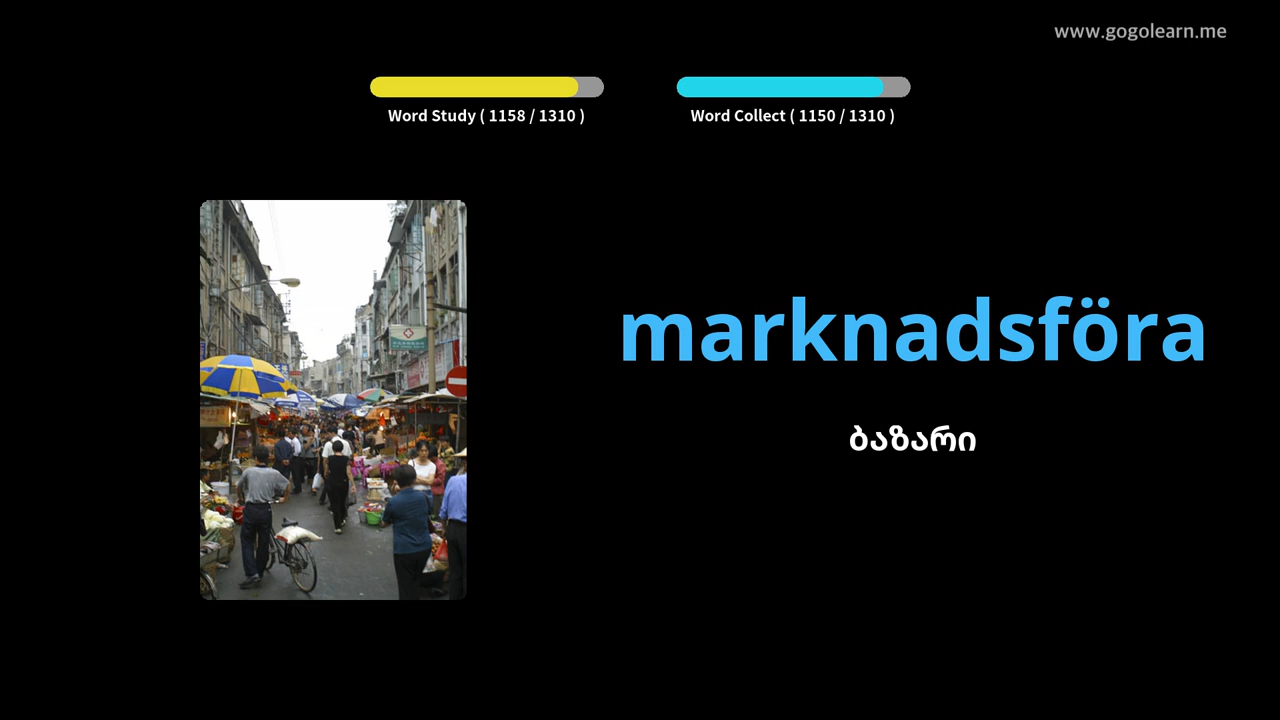 www.gogolearn.me
Word Study ( 1158 / 1310 )
Word Collect ( 1150 / 1310 )
marknadsföra
ბაზარი